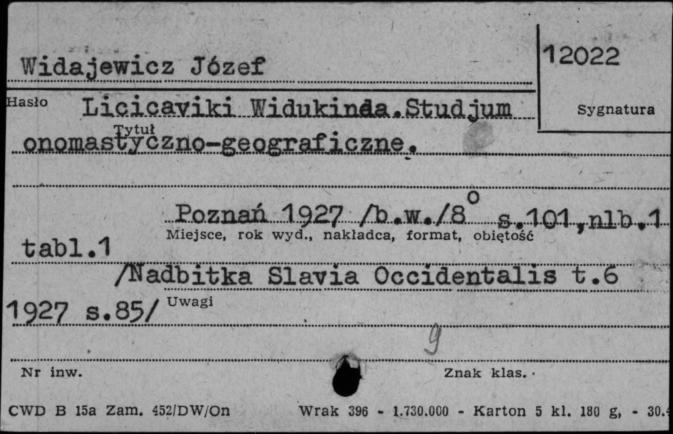 Widajewicz Józef
12022
Hasło
Sygnatura
Licicaviki Widukinda.Studjum
Tytuł
onomastyczno-geograficzne.
Poznań 1927 /b.w./8° s.101,nlb.1
Miejsce, rok wyd., nakładca, format, objętość
tabl.1
/Nadbitka Slavia Occidentalis t.6
Uwagi
1927 s.85/
9
Nr inw.
Znak klas.
CWD B 15a Zam. 452/DW/On Wrak 396 - 1.730.000 - Karton 5 kl. 180 g, - 30.